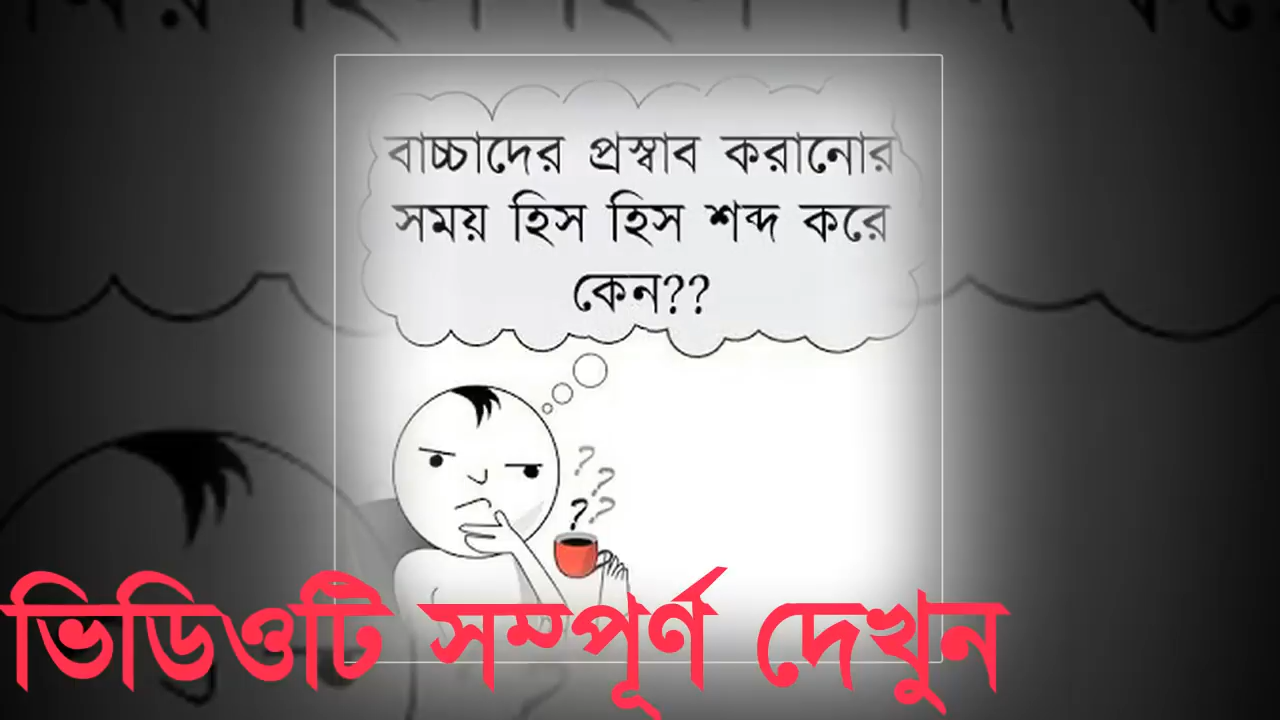 বাচ্চাদের প্রস্বাব করানোর
সময় হিস হিস শব্দ করে
কেন??
? ? ? ?
ভিডিওটি সম্পূর্ণ দেখুন